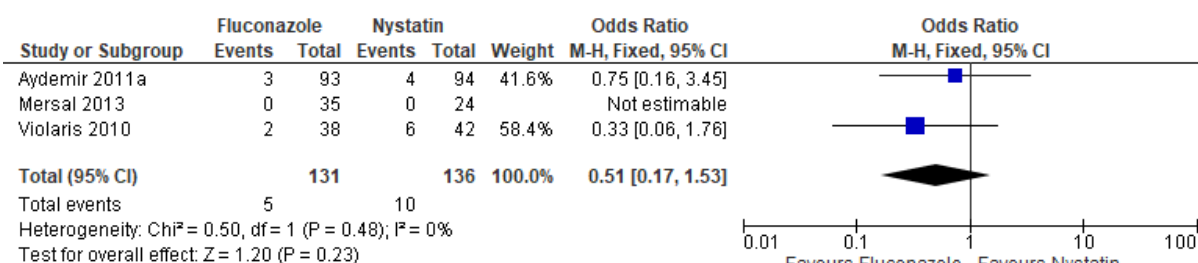 Fluconazole Nystatin Odds Ratio Odds Ratio
Study or Subgroup Events Total Events Total Weight M-H, Fixed, 95% CI M-H, Fixed, 95% CI
Aydemir 2011a 3 93 4 94 41.6% 0.75 [0.16, 3.45]
Mersal 2013 0 35 0 24 Not estimable
Violaris 2010 2 38 6 42 58.4% 0.33 [0.06, 1.76]
Total (95% CI) 131 136 100.0% 0.51 [0.17, 1.53]
Total events 5 10
Heterogeneity: Chi² = 0.50, df = 1 (P = 0.48); I² = 0%
Test for overall effect: Z = 1.20 (P = 0.23)
0.01 0.1 1 10 100
Favours Fluconazole Favours Nystatin